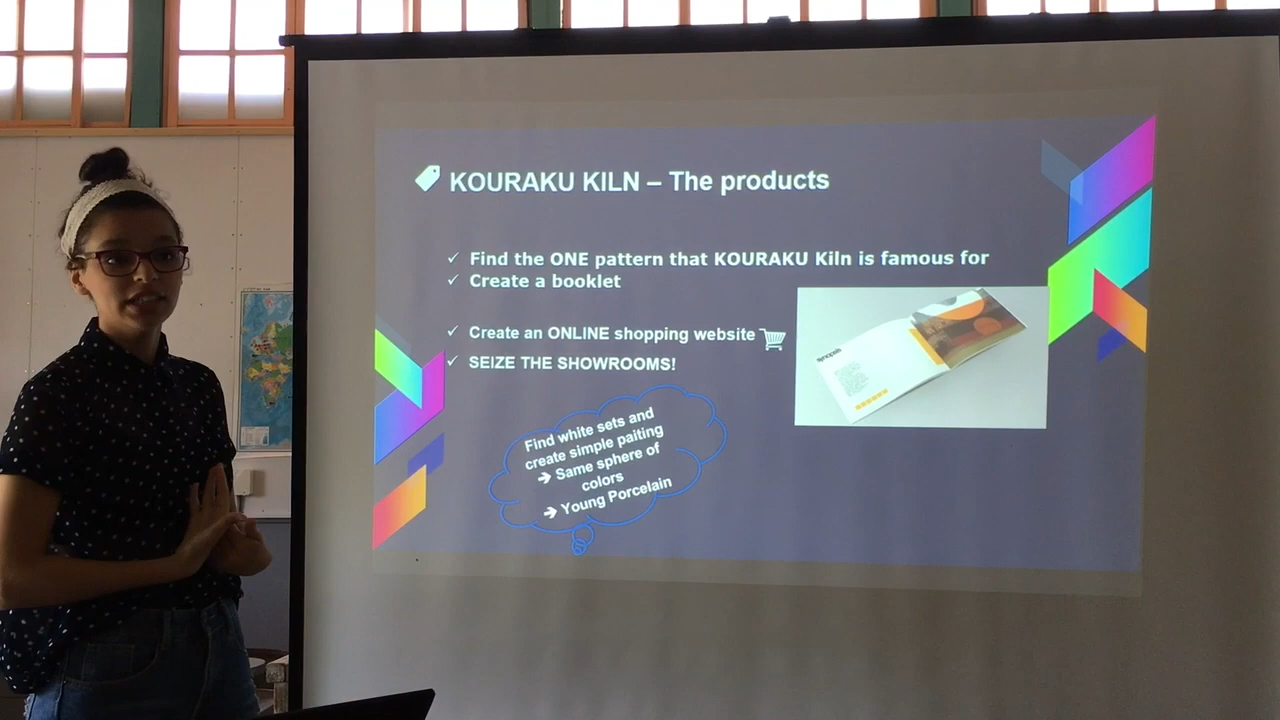 KOURAKU KILN – The products
✓ Find the ONE pattern that KOURAKU Kiln is famous for
✓ Create a booklet
✓ Create an ONLINE shopping website
✓ SEIZE THE SHOWROOMS!
Find white sets and
create simple paiting
➔ Same sphere of
colors
➔ Young Porcelain
synopsis